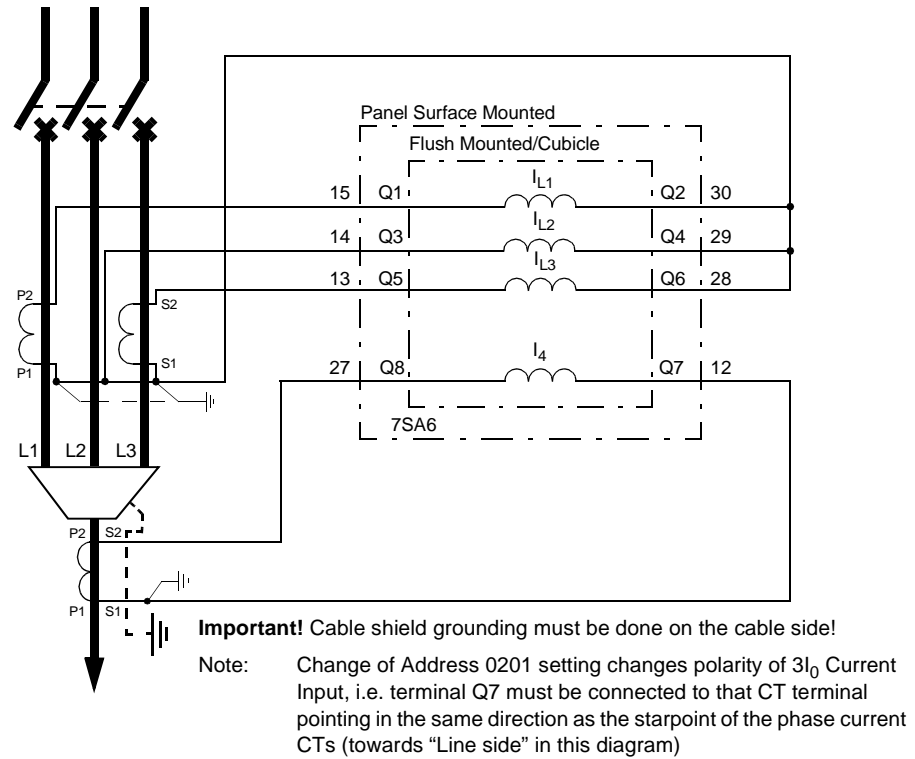 Panel Surface Mounted
Flush Mounted/Cubicle
15 Q1 IL1 Q2 30
14 Q3 IL2 Q4 29
13 Q5 IL3 Q6 28
P2 S2
P1 S1
27 Q8 I4 Q7 12
7SA6
L1 L2 L3
P2 S2
P1 S1
Important! Cable shield grounding must be done on the cable side!
Note: Change of Address 0201 setting changes polarity of 3I0 Current
Input, i.e. terminal Q7 must be connected to that CT terminal
pointing in the same direction as the starpoint of the phase current
CTs (towards “Line side” in this diagram)